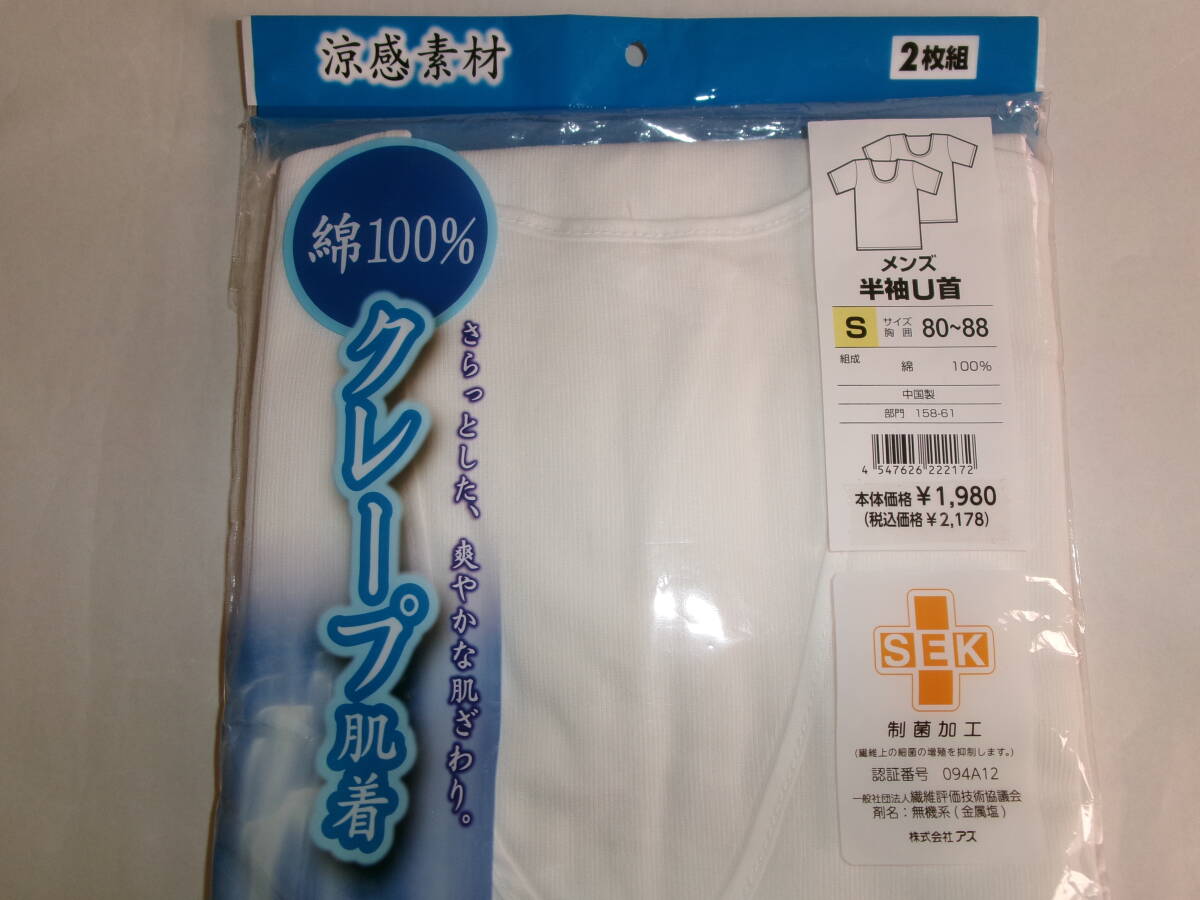 涼感素材
2枚組
綿100%
クレープ肌着
さらっとした、爽やかな肌ざわり。
メンズ
半袖U首
S サイズ 胸囲 80~88
組成 綿 100%
中国製
部門 158-61
4 547626 222172
本体価格¥1,980
(税込価格¥2,178)
SEK
制菌加工
(繊維上の細菌の増殖を抑制します。)
認証番号 094A12
一般社団法人繊維評価技術協議会
剤名：無機系(金属塩)
株式会社アズ